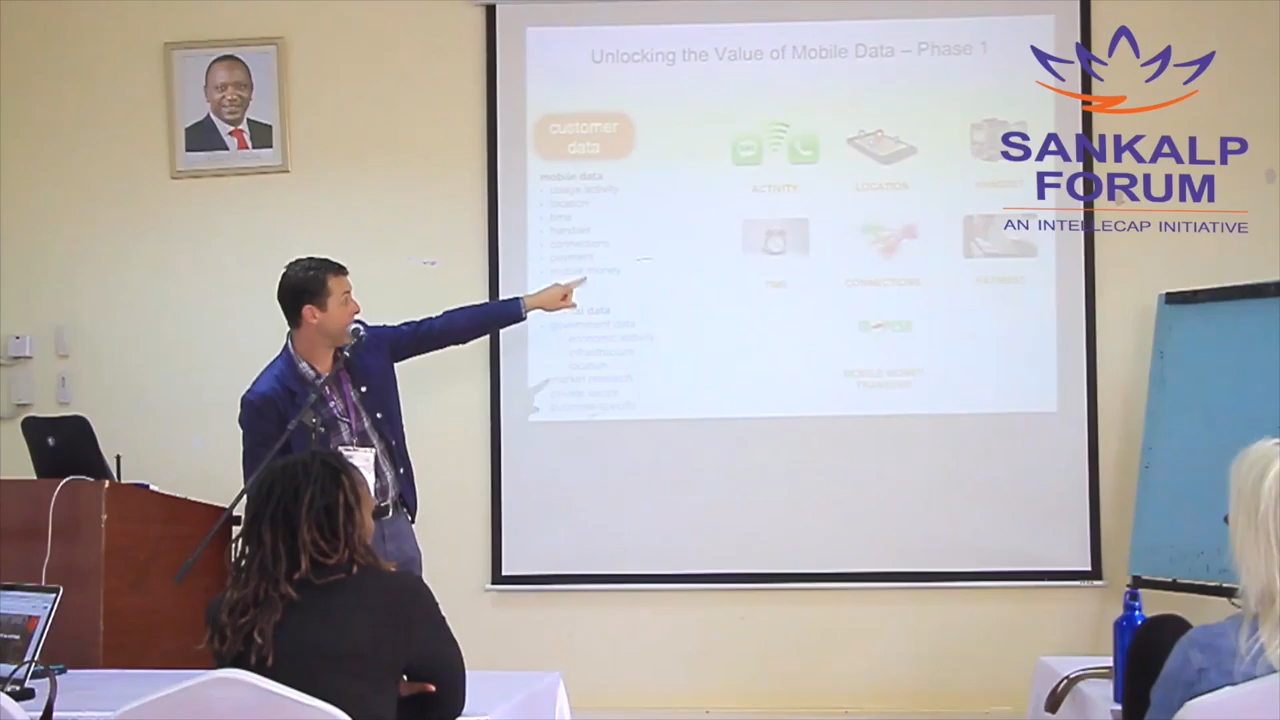 Unlocking the Value of Mobile Data – Phase 1
customer
data
mobile data
usage activity
location
time
handset
connections
payment
mobile money
data
government data
economic activity
infrastructure
location
market research
ACTIVITY
LOCATION
HANDSET
TIME
CONNECTIONS
PAYMENT
MOBILE MONEY
TRANSFER
SANKALP
FORUM
AN INTELLECAP INITIATIVE